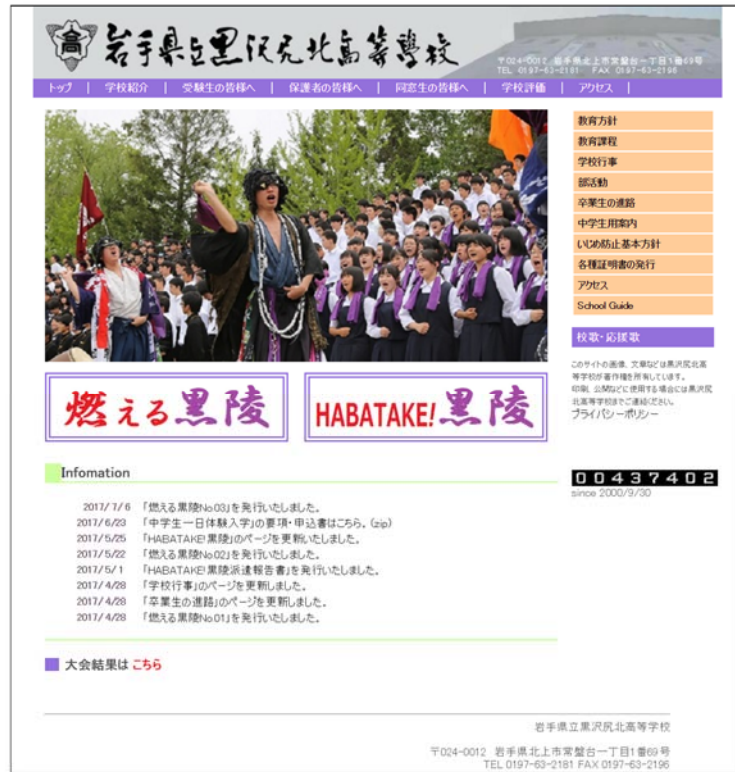 高
岩手県立黒沢尻北高等學校
〒024-0012 岩手県北上市常盤台一丁目1番69号
TEL 0197-63-2181 FAX 0197-63-2196
トップ | 学校紹介 | 受験生の皆様へ | 保護者の皆様へ | 同窓生の皆様へ | 学校評価 | アクセス |
教育方針
教育課程
学校行事
部活動
卒業生の進路
中学生用案内
いじめ防止基本方針
各種証明書の発行
アクセス
School Guide
校歌・応援歌
このサイトの画像、文章などは黒沢尻北高
等学校が著作権を所有しています。
印刷、公開などに使用する場合には黒沢尻
北高等学校までご連絡ください。
プライバシーポリシー
00437402
since 2000/9/30
燃える黒陵
HABATAKE!黒陵
Infomation
2017/7/6 「燃える黒陵No03」を発行いたしました。
2017/6/23 「中学生一日体験入学」の要項・申込書はこちら。(zip)
2017/5/25 「HABATAKE!黒陵」のページを更新いたしました。
2017/5/22 「燃える黒陵No02」を発行いたしました。
2017/5/1 「HABATAKE!黒陵派遣報告書」を発行いたしました。
2017/4/28 「学校行事」のページを更新しました。
2017/4/28 「卒業生の進路」のページを更新しました。
2017/4/28 「燃える黒陵No01」を発行いたしました。
大会結果は こちら
岩手県立黒沢尻北高等学校
〒024-0012 岩手県北上市常盤台一丁目1番69号
TEL 0197-63-2181 FAX 0197-63-2196